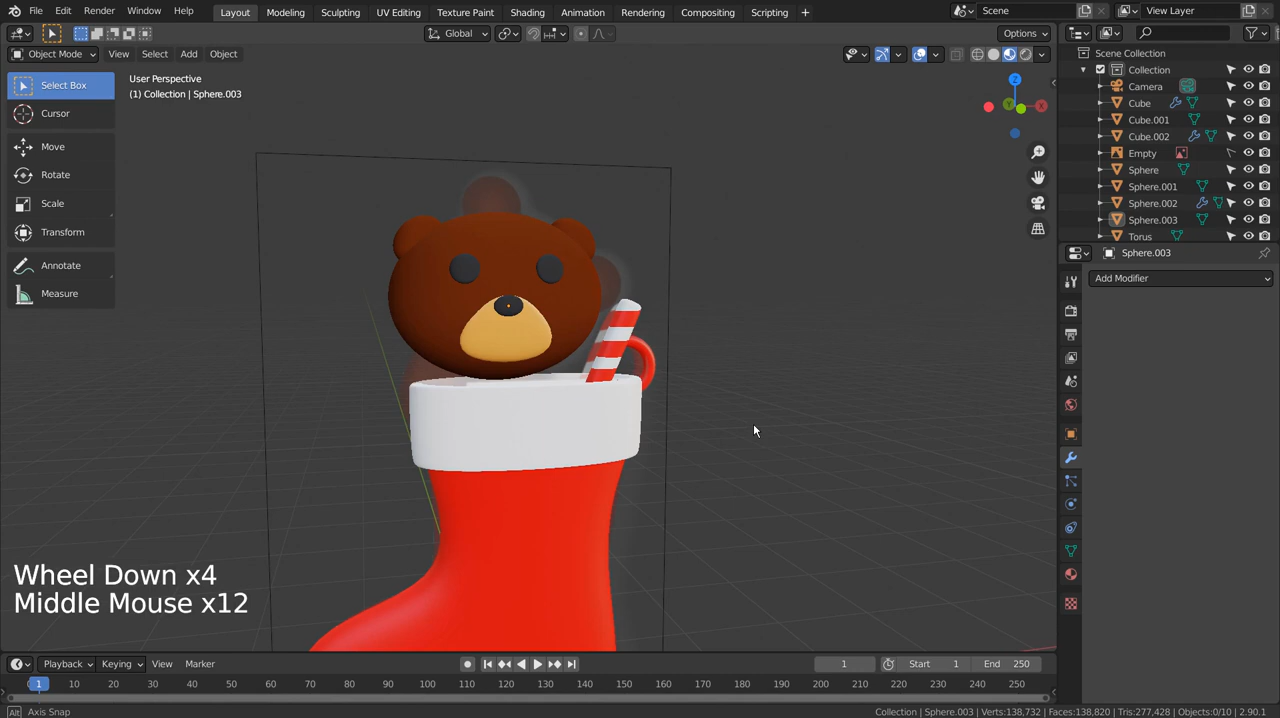 File Edit Render Window Help Layout Modeling Sculpting UV Editing Texture Paint Shading Animation Rendering Compositing Scripting + Scene View Layer
Global Options
Object Mode View Select Add Object
User Perspective
(1) Collection | Sphere.003
Select Box
Cursor
Move
Rotate
Scale
Transform
Annotate
Measure
Z
X
Y
Scene Collection
Collection
Camera
Cube
Cube.001
Cube.002
Empty
Sphere
Sphere.001
Sphere.002
Sphere.003
Torus
Sphere.003
Add Modifier
Wheel Down x4
Middle Mouse x12
Playback Keying View Marker 1 Start 1 End 250
1 10 20 30 40 50 60 70 80 90 100 110 120 130 140 150 160 170 180 190 200 210 220 230 240 250
Alt Axis Snap Collection | Sphere.003 | Verts:138,732 | Faces:138,820 | Tris:277,428 | Objects:0/10 | 2.90.1